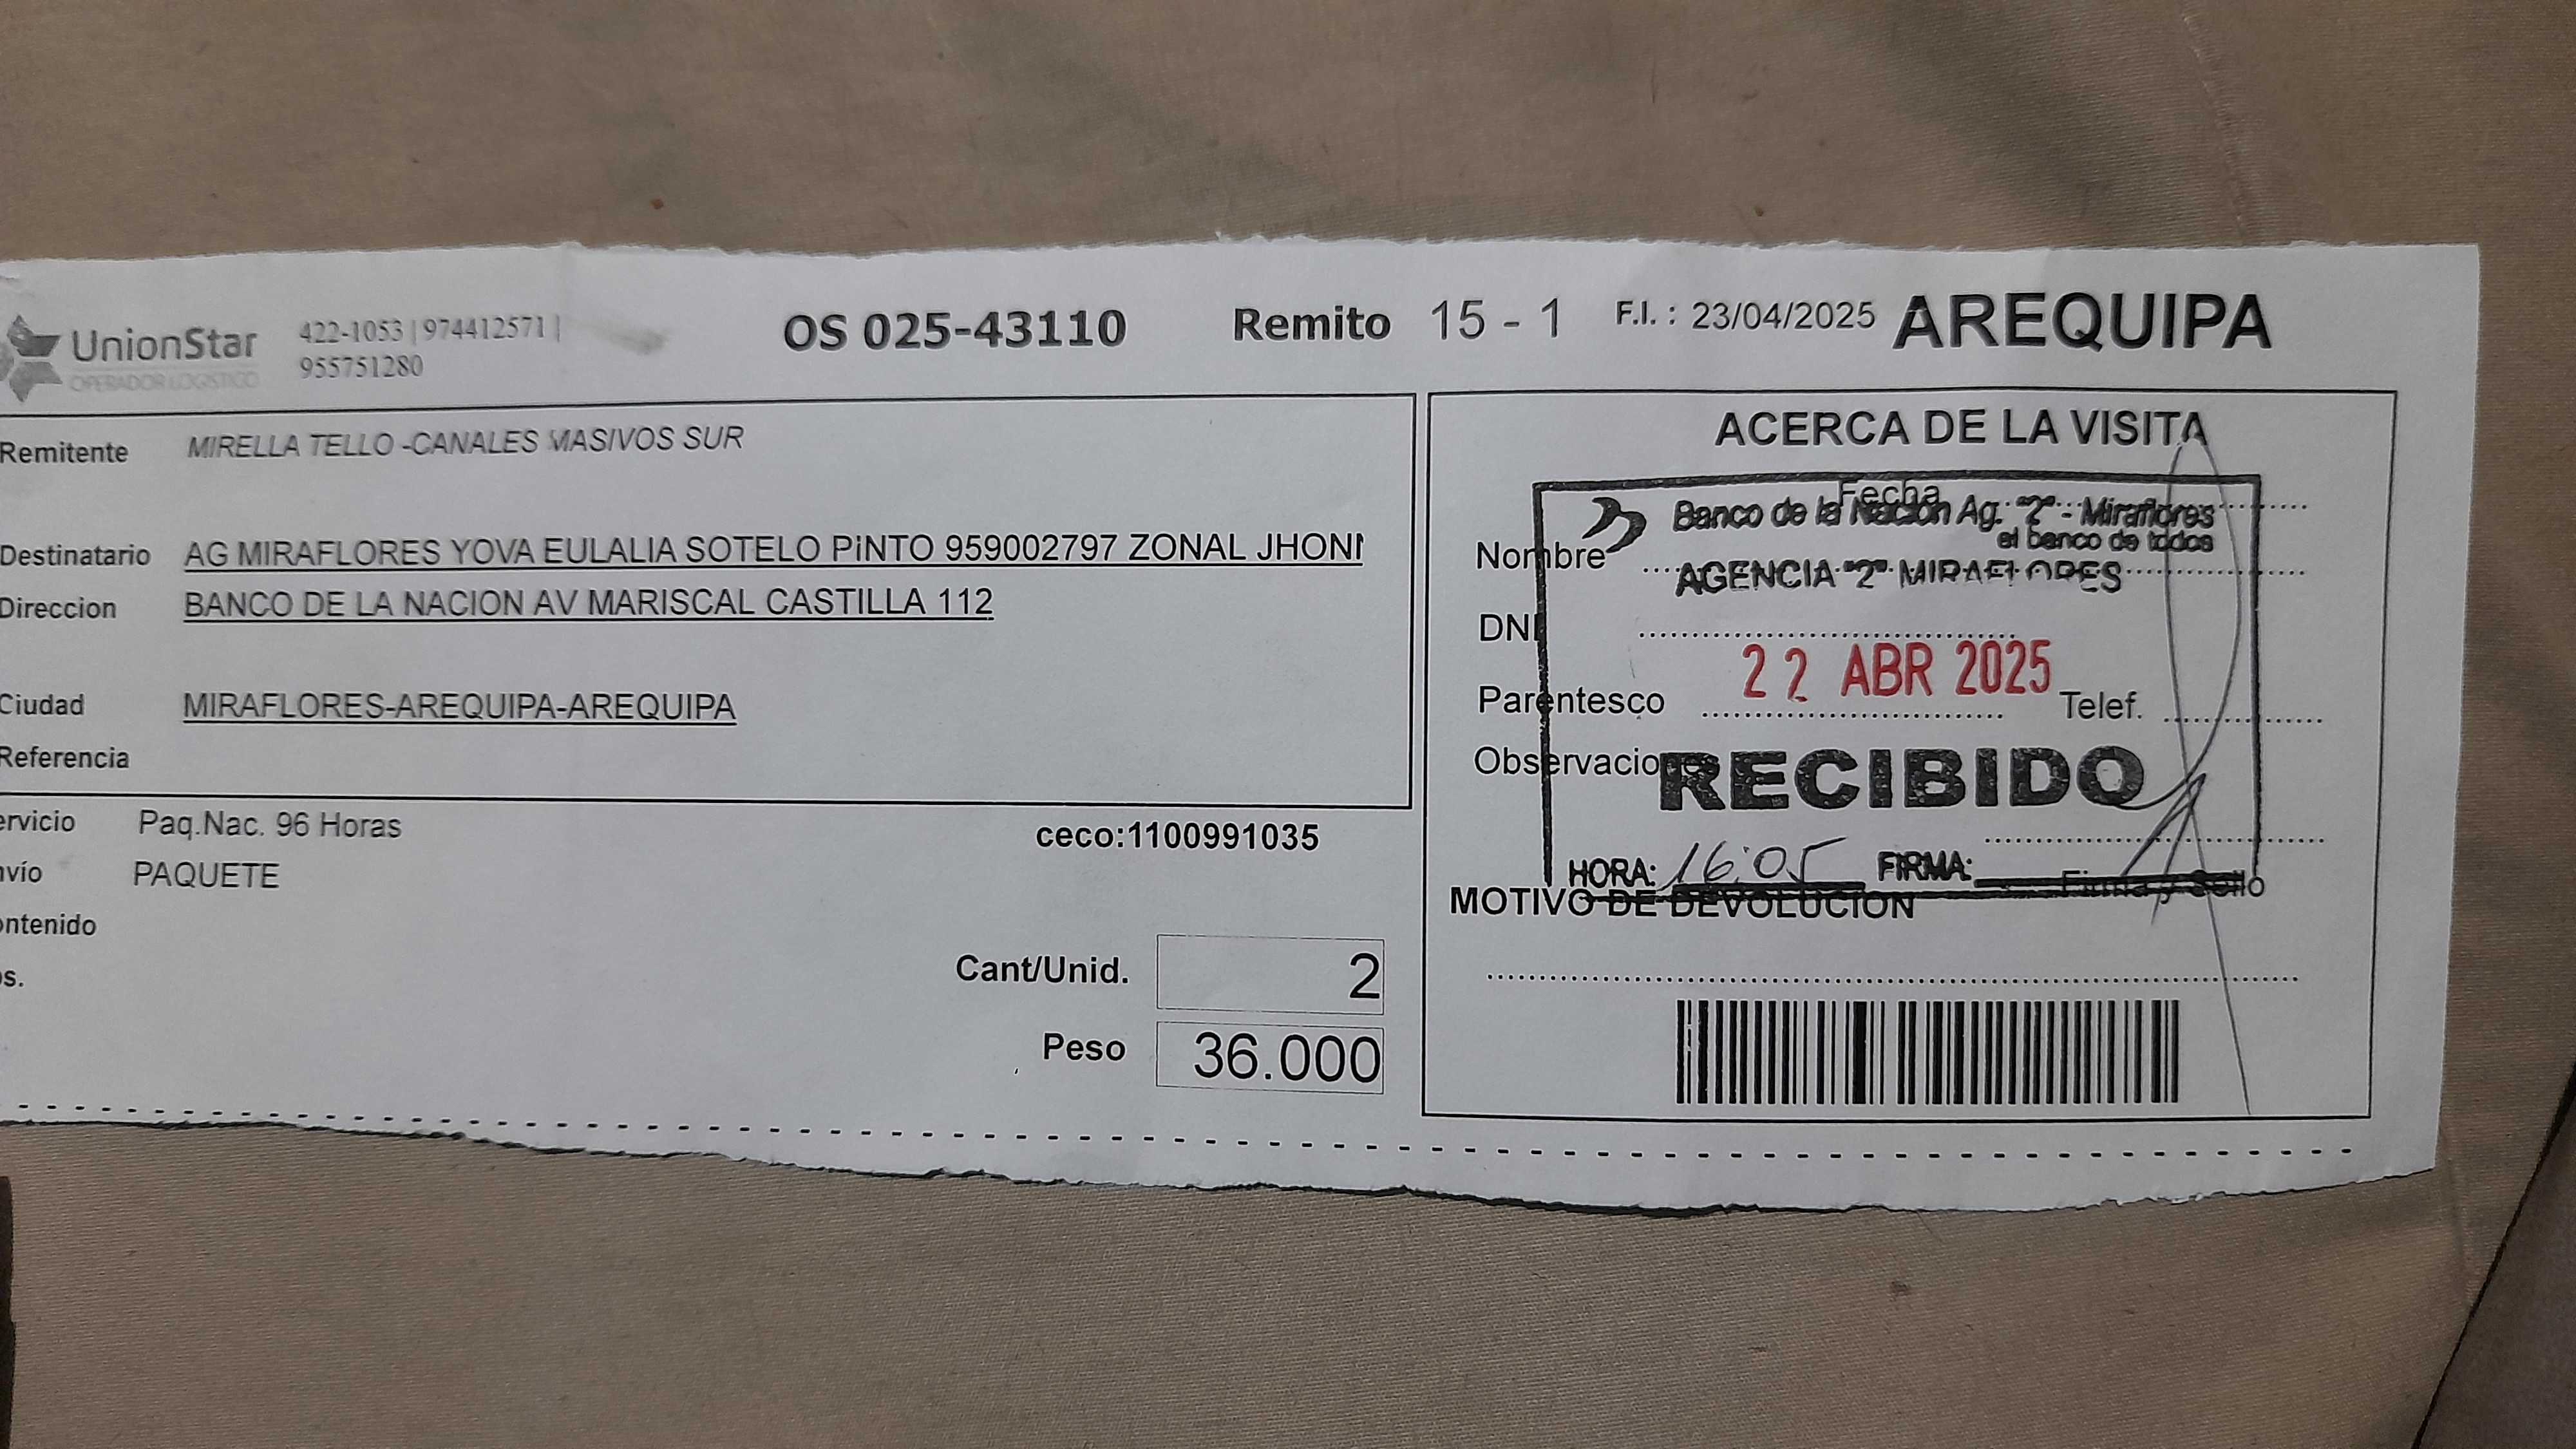 UnionStar
OPERADOR LOGISTICO
422-1053 | 974412571 |
955751280
OS 025-43110
Remito 15 - 1
F.I. : 23/04/2025
AREQUIPA
Remitente MIRELLA TELLO -CANALES MASIVOS SUR
Destinatario AG MIRAFLORES YOVA EULALIA SOTELO PINTO 959002797 ZONAL JHONI
Direccion BANCO DE LA NACION AV MARISCAL CASTILLA 112
Ciudad MIRAFLORES-AREQUIPA-AREQUIPA
Referencia
ervicio Paq.Nac. 96 Horas
ceco:1100991035
nvío PAQUETE
ontenido
os.
Cant/Unid. 2
Peso 36.000
ACERCA DE LA VISITA
Fecha
Banco de la Nación Ag. "2" - Miraflores
el banco de todos
Nombre
AGENCIA "2" MIRAFLORES
DNI
22 ABR 2025
Parentesco
Telef.
Observacione
RECIBIDO
HORA: 16:05 FIRMA:
Firma y Sello
MOTIVO DE DEVOLUCION